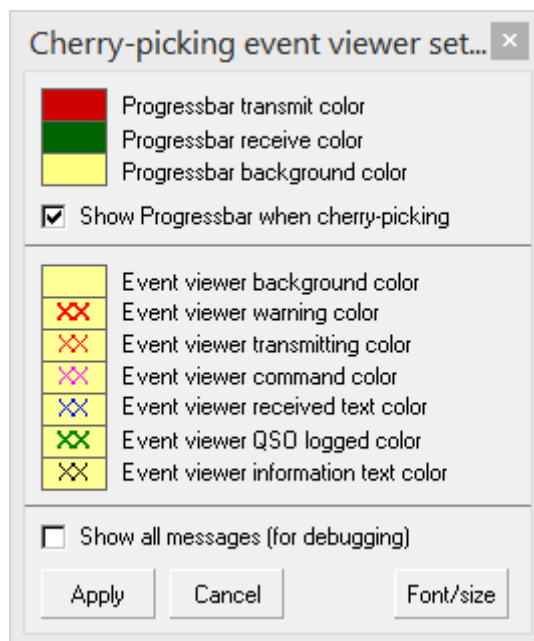 Cherry-picking event viewer set...
Progressbar transmit color
Progressbar receive color
Progressbar background color
Show Progressbar when cherry-picking
Event viewer background color
XX Event viewer warning color
XX Event viewer transmitting color
XX Event viewer command color
XX Event viewer received text color
XX Event viewer QSO logged color
XX Event viewer information text color
Show all messages (for debugging)
Apply Cancel Font/size